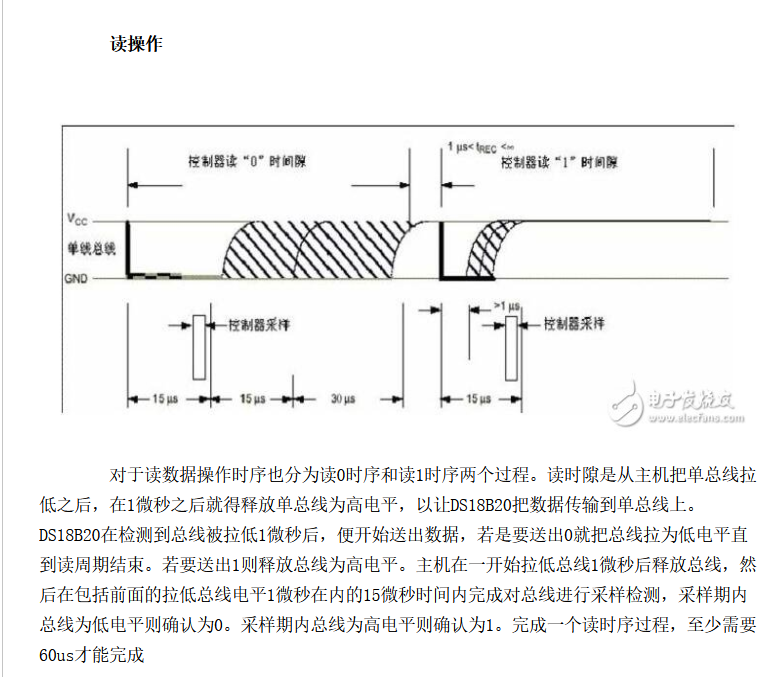 读操作
1 μs< tREC <∞
控制器读“0”时间隙
控制器读“1”时间隙
VCC
单线总线
GND
>1 μs
控制器采样
控制器采样
15 μs
15 μs
30 μs
15 μs
电子发烧友
www.elecfans.com
对于读数据操作时序也分为读0时序和读1时序两个过程。读时隙是从主机把单总线拉
低之后，在1微秒之后就得释放单总线为高电平，以让DS18B20把数据传输到单总线上。
DS18B20在检测到总线被拉低1微秒后，便开始送出数据，若是要送出0就把总线拉为低电平直
到读周期结束。若要送出1则释放总线为高电平。主机在一开始拉低总线1微秒后释放总线，然
后在包括前面的拉低总线电平1微秒在内的15微秒时间内完成对总线进行采样检测，采样期内
总线为低电平则确认为0。采样期内总线为高电平则确认为1。完成一个读时序过程，至少需要
60us才能完成